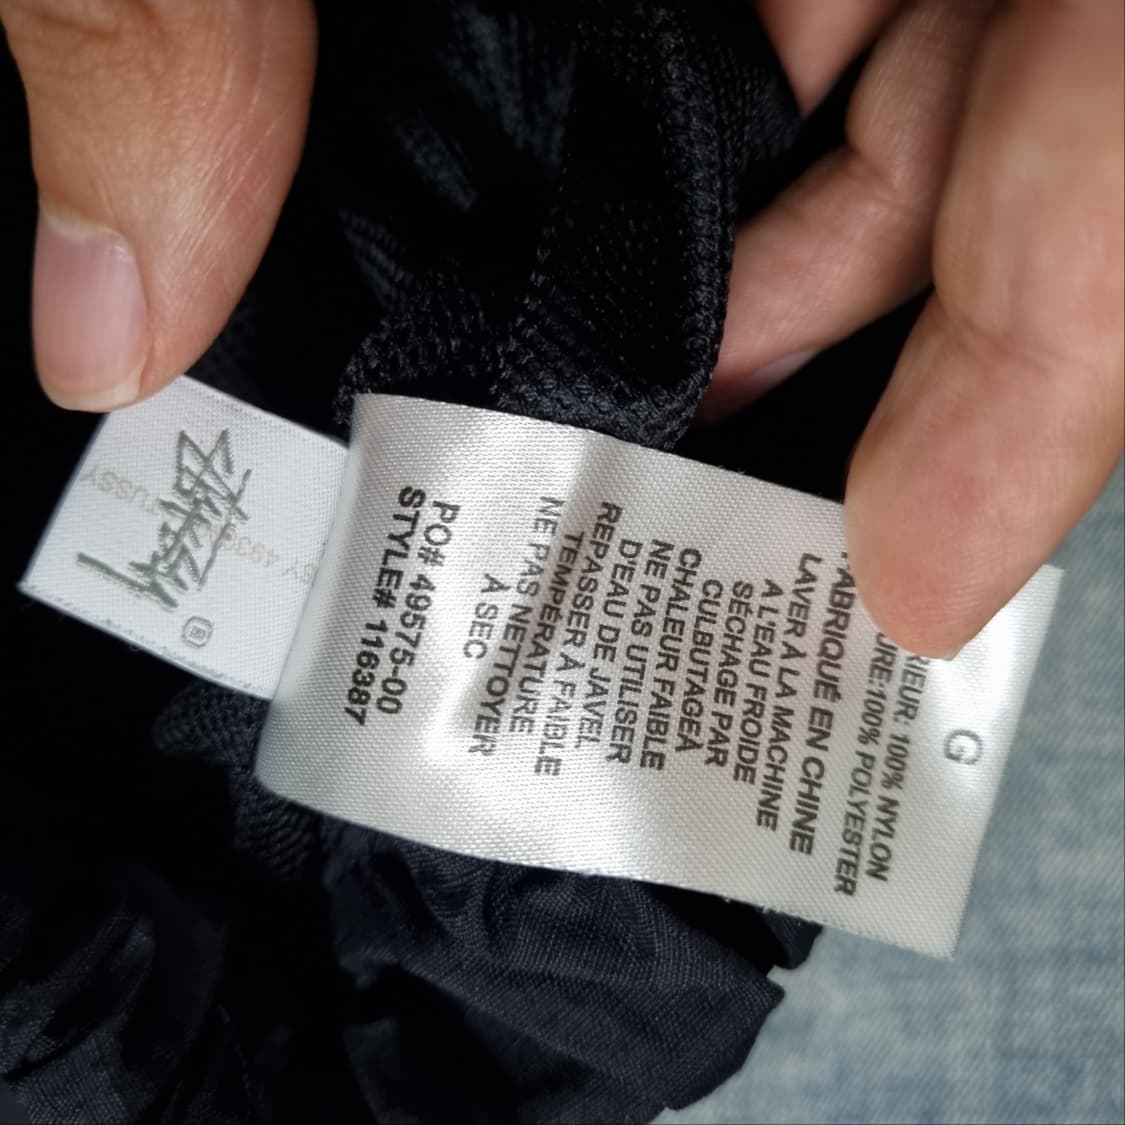 G
RIEUR: 100% NYLON
URE:100% POLYESTER
FABRIQUÉ EN CHINE
LAVER À LA MACHINE
A L'EAU FROIDE
SÉCHAGE PAR
CULBUTAGEÀ
CHALEUR FAIBLE
NE PAS UTILISER
D'EAU DE JAVEL
REPASSER À FAIBLE
TEMPÉRATURE
NE PAS NETTOYER
À SEC
PO# 49575-00
STYLE# 116387
Stüssy